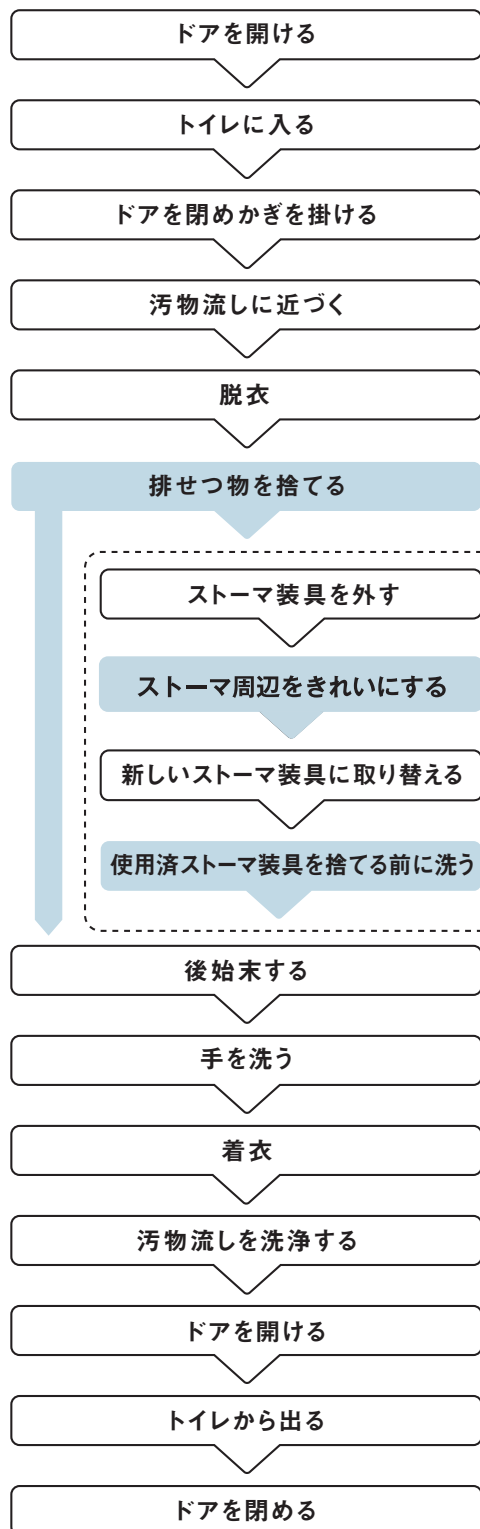 ドアを開ける
トイレに入る
ドアを閉めかぎを掛ける
汚物流しに近づく
脱衣
排せつ物を捨てる
ストーマ装具を外す
ストーマ周辺をきれいにする
新しいストーマ装具に取り替える
使用済ストーマ装具を捨てる前に洗う
後始末する
手を洗う
着衣
汚物流しを洗浄する
ドアを開ける
トイレから出る
ドアを閉める